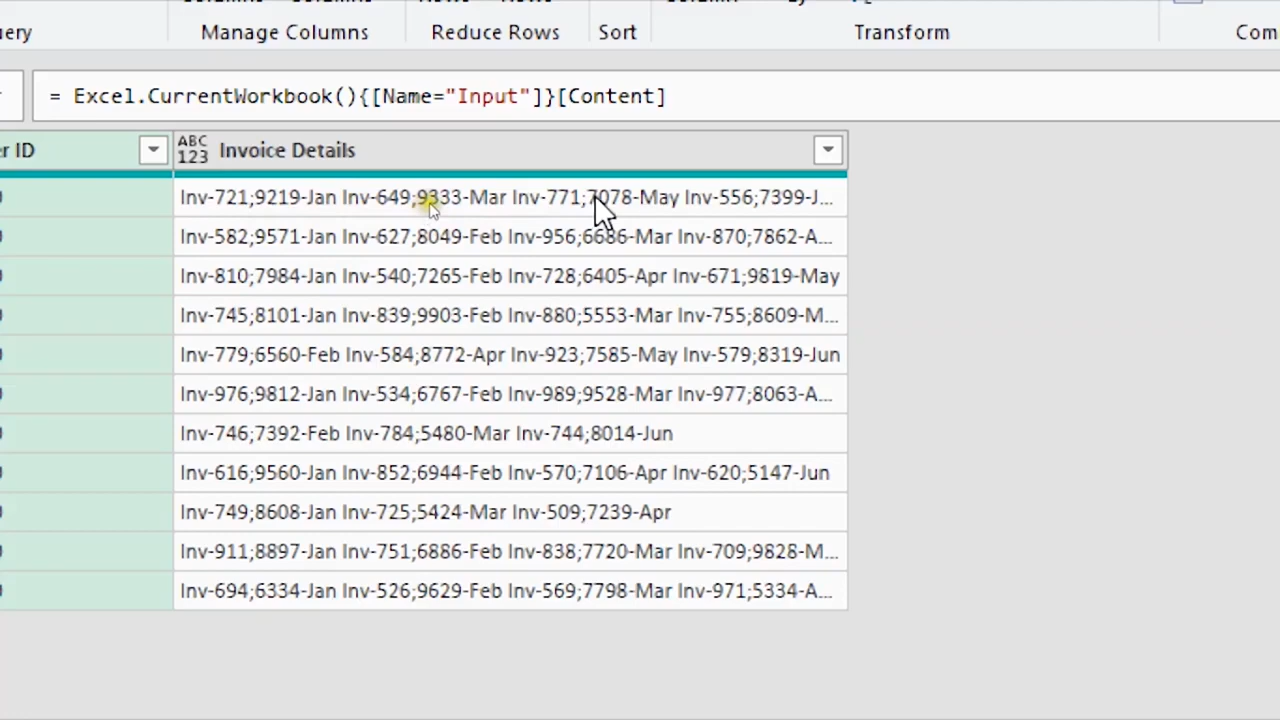 Manage Columns Reduce Rows Sort Transform
= Excel.CurrentWorkbook(){[Name="Input"]}[Content]
ID ABC 123 Invoice Details
Inv-721;9219-Jan Inv-649;9333-Mar Inv-771;7078-May Inv-556;7399-J...
Inv-582;9571-Jan Inv-627;8049-Feb Inv-956;6686-Mar Inv-870;7862-A...
Inv-810;7984-Jan Inv-540;7265-Feb Inv-728;6405-Apr Inv-671;9819-May
Inv-745;8101-Jan Inv-839;9903-Feb Inv-880;5553-Mar Inv-755;8609-M...
Inv-779;6560-Feb Inv-584;8772-Apr Inv-923;7585-May Inv-579;8319-Jun
Inv-976;9812-Jan Inv-534;6767-Feb Inv-989;9528-Mar Inv-977;8063-A...
Inv-746;7392-Feb Inv-784;5480-Mar Inv-744;8014-Jun
Inv-616;9560-Jan Inv-852;6944-Feb Inv-570;7106-Apr Inv-620;5147-Jun
Inv-749;8608-Jan Inv-725;5424-Mar Inv-509;7239-Apr
Inv-911;8897-Jan Inv-751;6886-Feb Inv-838;7720-Mar Inv-709;9828-M...
Inv-694;6334-Jan Inv-526;9629-Feb Inv-569;7798-Mar Inv-971;5334-A...